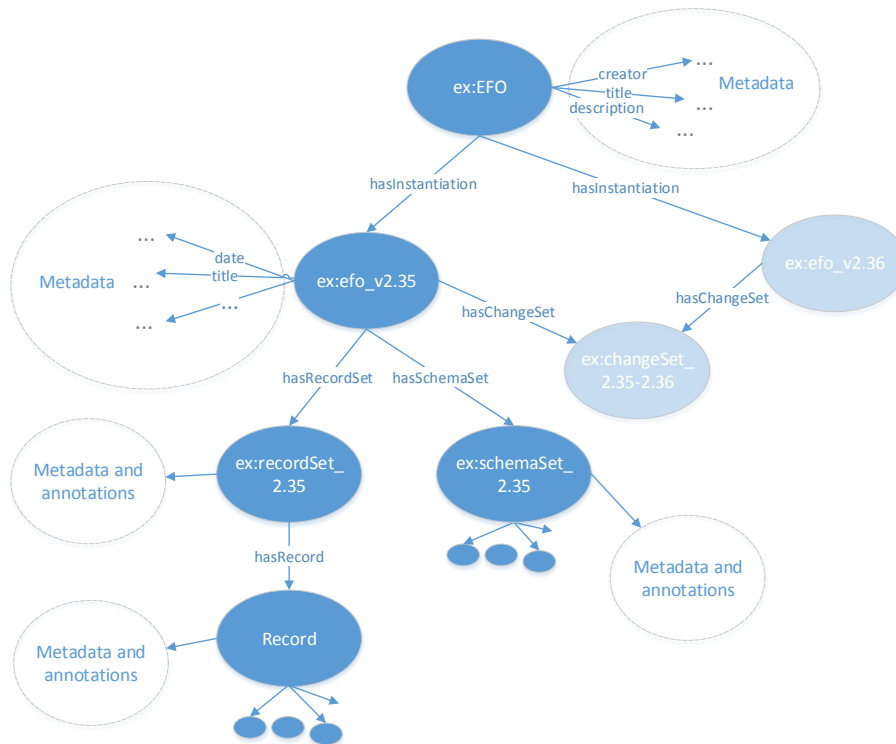 ex:EFO
creator
title
description
...
...
...
Metadata
hasInstantiation
hasInstantiation
Metadata
...
...
...
date
title
...
ex:efo_v2.35
ex:efo_v2.36
hasChangeSet
hasChangeSet
ex:changeSet_
2.35-2.36
hasRecordSet
hasSchemaSet
Metadata and
annotations
ex:recordSet_
2.35
ex:schemaSet_
2.35
hasRecord
Metadata and
annotations
Metadata and
annotations
Record